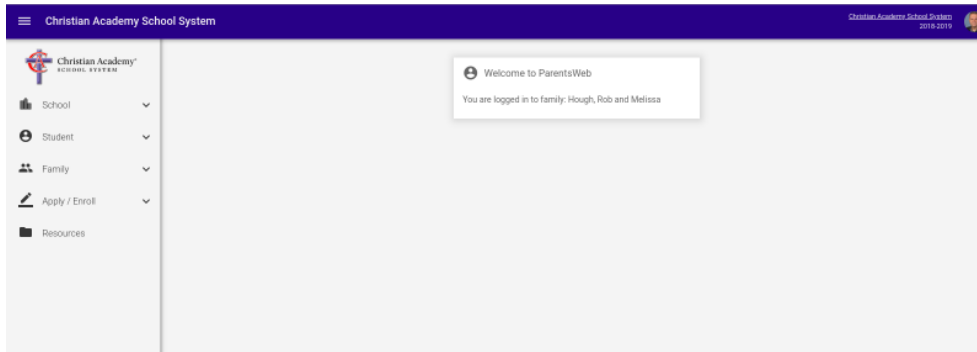 Christian Academy School System
Christian Academy School System
2018-2019
Christian Academy®
SCHOOL SYSTEM
School
Student
Family
Apply / Enroll
Resources
Welcome to ParentsWeb
You are logged in to family: Hough, Rob and Melissa